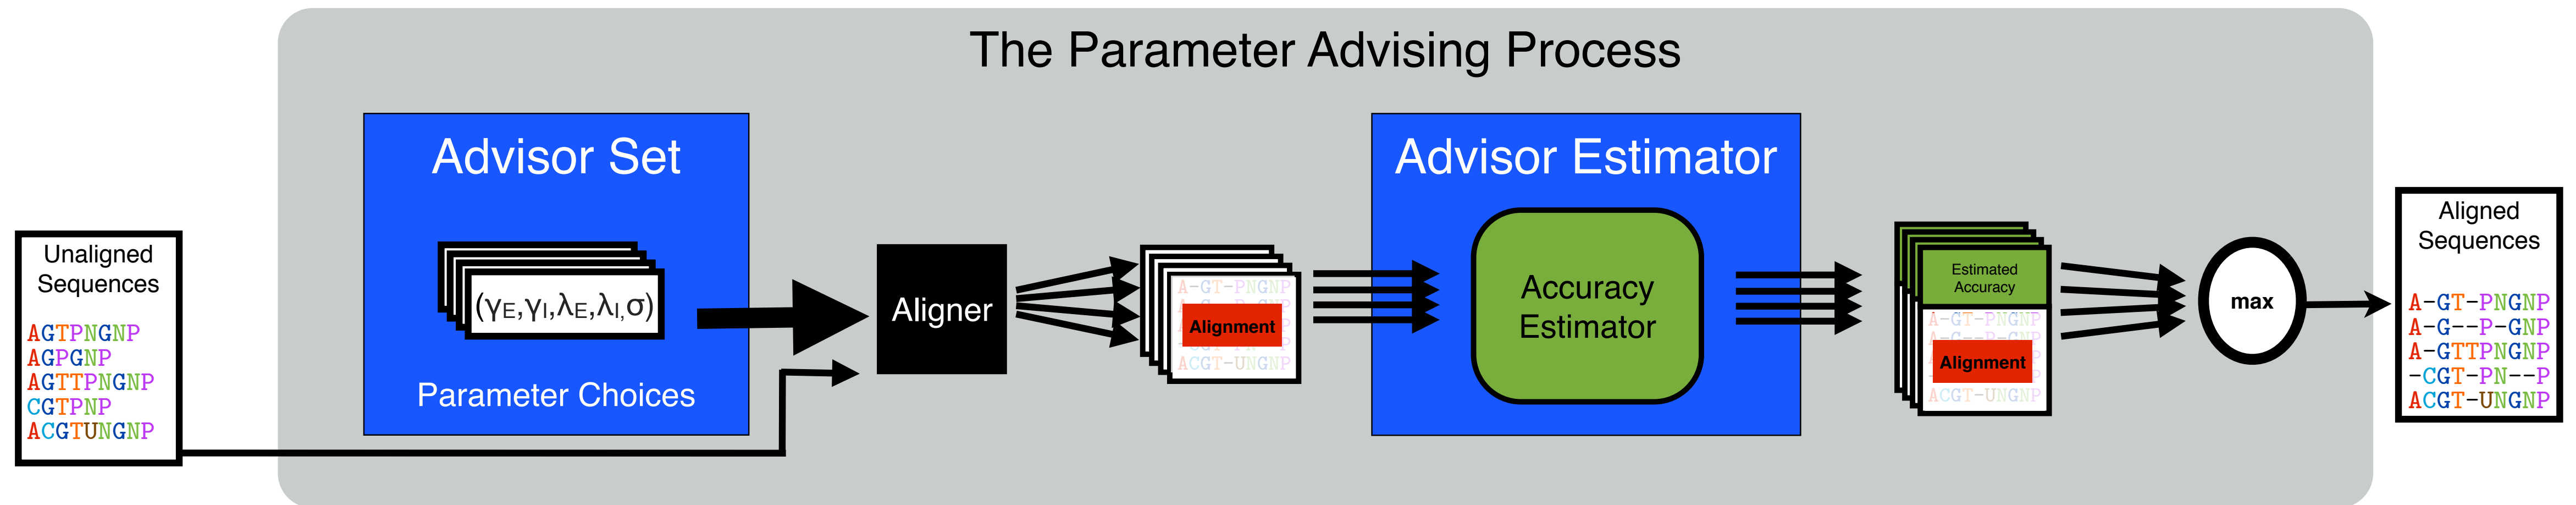 The Parameter Advising Process
Unaligned
Sequences
AGTPNGNP
AGPGNP
AGTTPNGNP
CGTPNP
ACGTUNGNP
Advisor Set
(γE,γI,λE,λI,σ)
Parameter Choices
Aligner
A-GT-PNGNP
Alignment
ACGT-UNGNP
Advisor Estimator
Accuracy
Estimator
Estimated
Accuracy
A-GT-PNGNP
Alignment
ACGT-UNGNP
max
Aligned
Sequences
A-GT-PNGNP
A-G--P-GNP
A-GTTPNGNP
-CGT-PN--P
ACGT-UNGNP